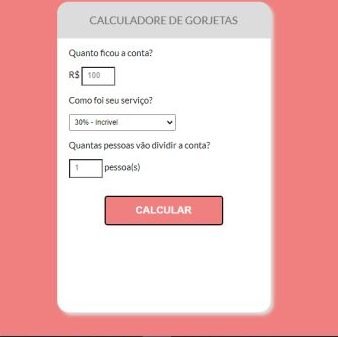 CALCULADORE DE GORJETAS
Quanto ficou a conta?
R$ 100
Como foi seu serviço?
30% - Incrivel
Quantas pessoas vão dividir a conta?
1 pessoa(s)
CALCULAR